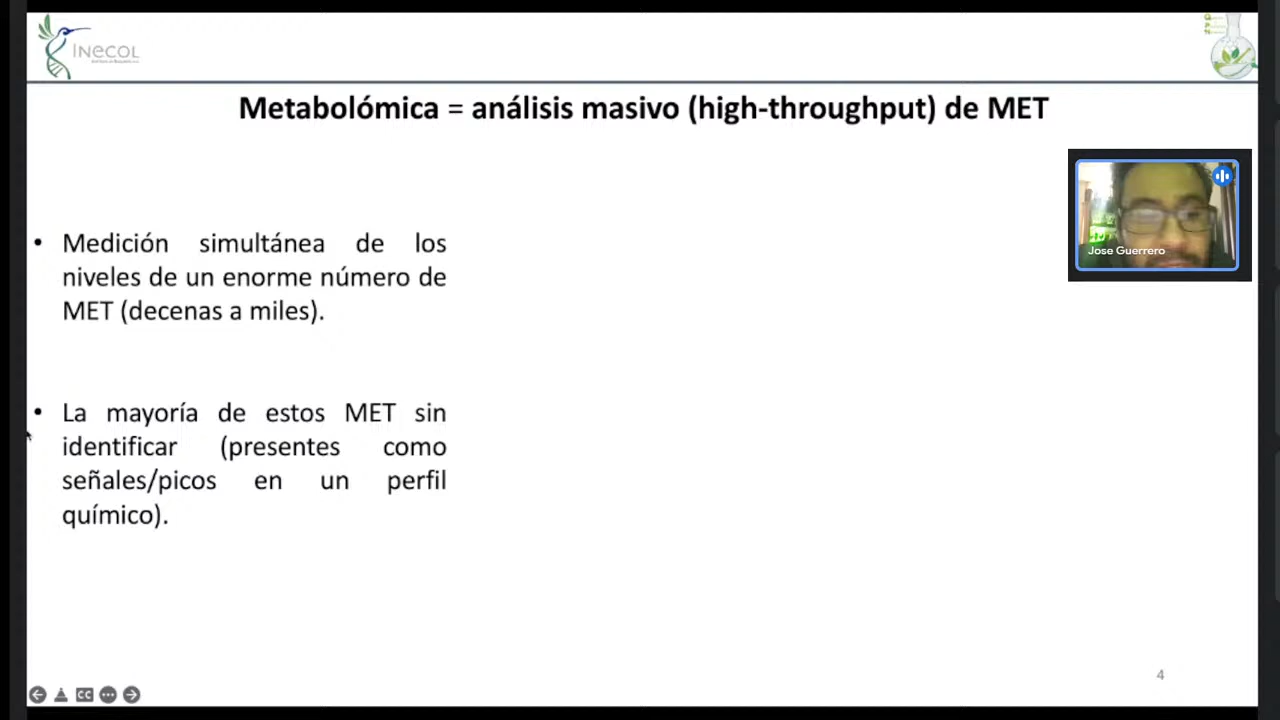 INECOL
Metabolómica = análisis masivo (high-throughput) de MET
Jose Guerrero
• Medición simultánea de los
niveles de un enorme número de
MET (decenas a miles).
• La mayoría de estos MET sin
identificar (presentes como
señales/picos en un perfil
químico).
4
CC